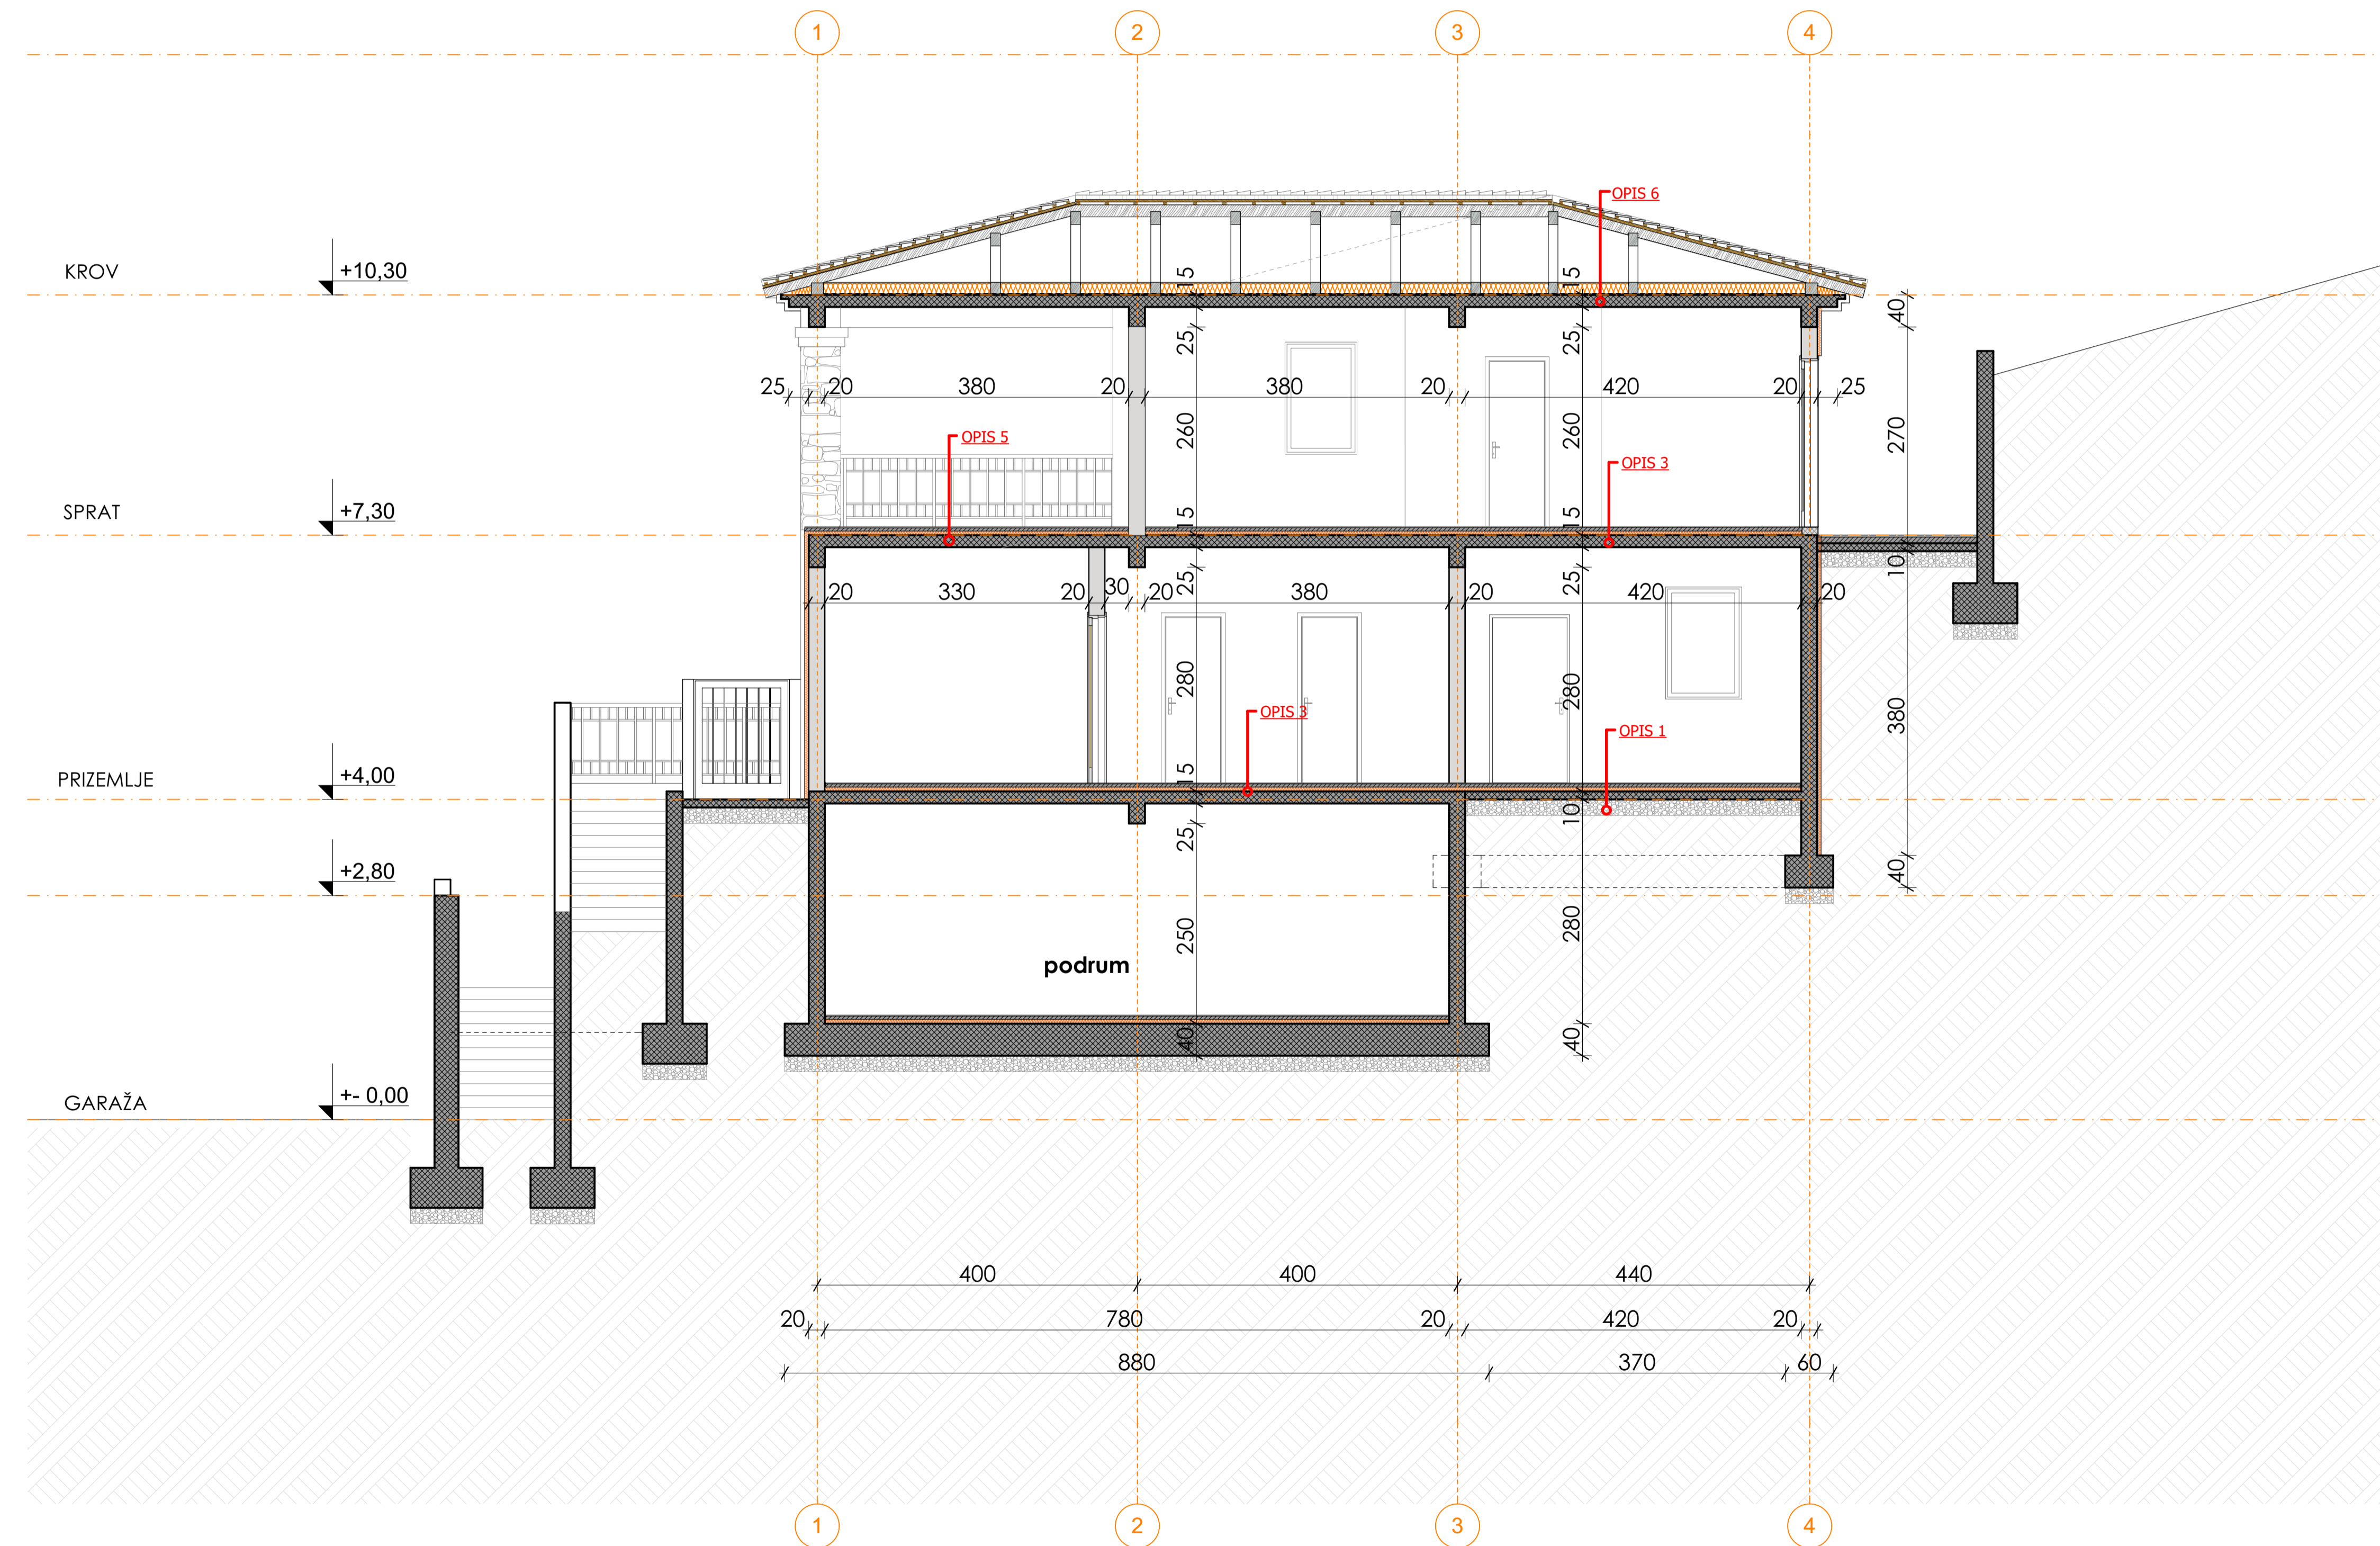 1 2 3 4
OPIS 6
KROV +10,30
15 15 40
25 25
25 20 380 20 380 20 420 20 25
260 260 270
OPIS 5
OPIS 3
SPRAT +7,30
15 15
10
25 25
20 330 20 30 20 380 20 420 20
280 280 380
OPIS 3
OPIS 1
PRIZEMLJE +4,00
15 10
25
+2,80
40
250 280
podrum
40 40
GARAŽA +- 0,00
400 400 440
20 780 20 420 20
880 370 60
1 2 3 4